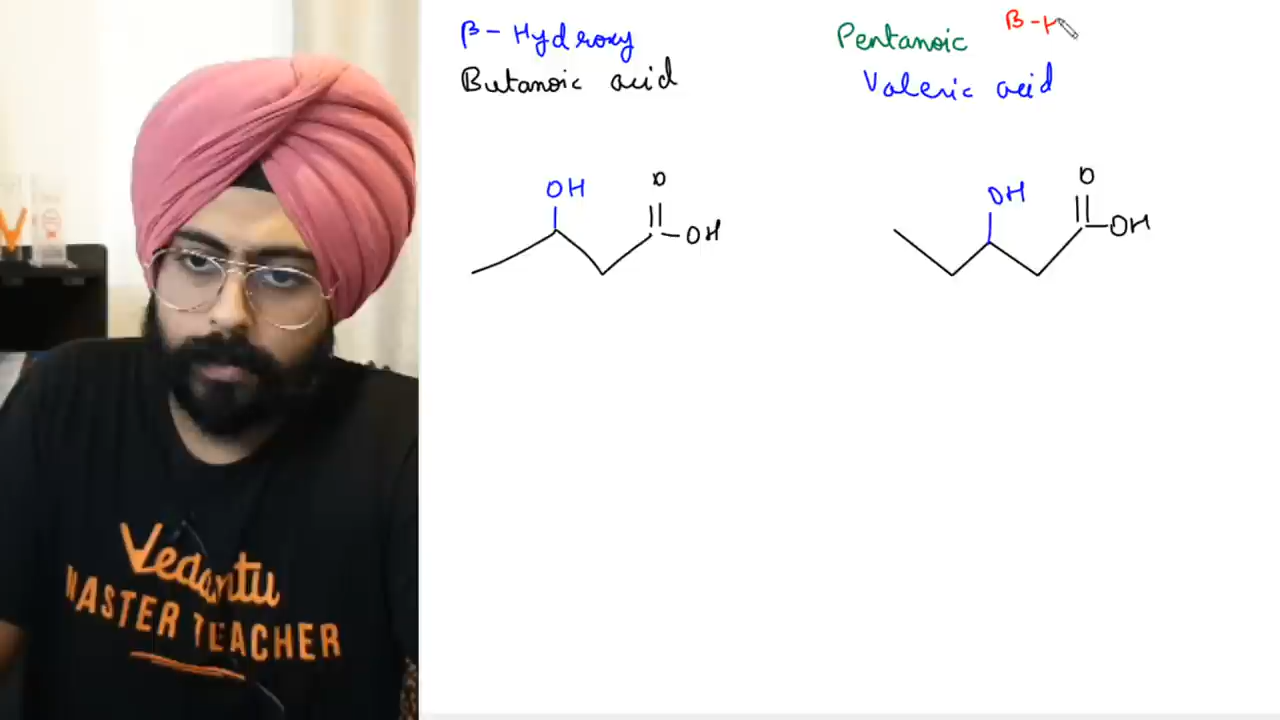 β- Hydroxy
Butanoic acid
Pentanoic B-H
Valeric acid
OH
O
OH
OH
O
OH
Vedantu
MASTER TEACHER